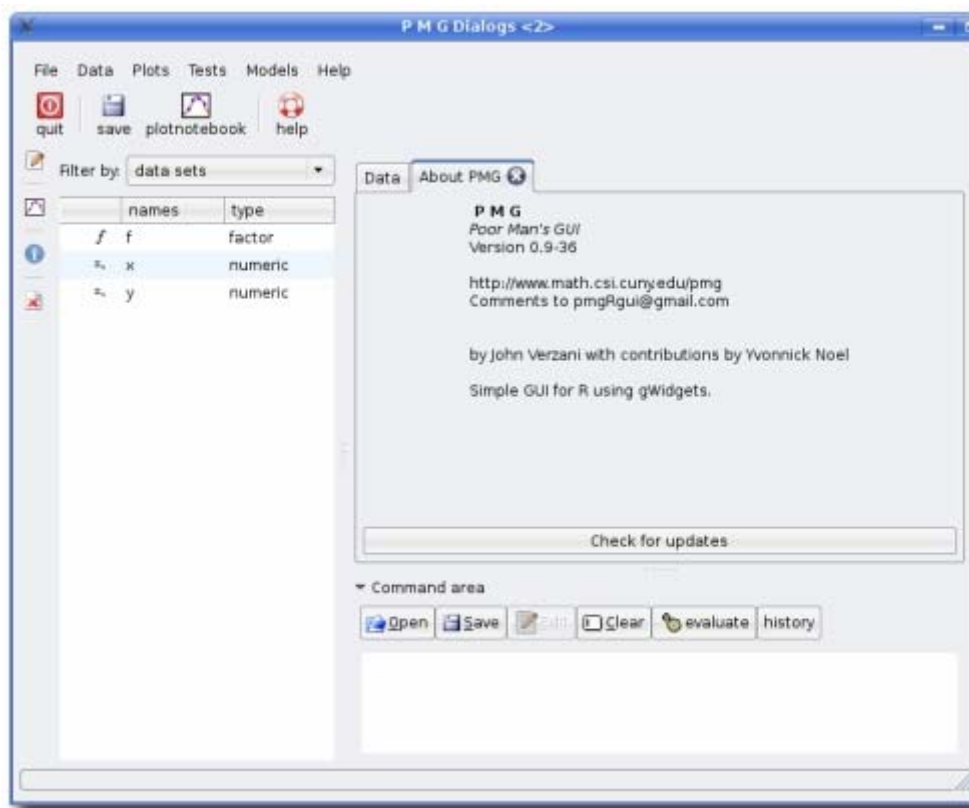 P M G Dialogs <2>
File Data Plots Tests Models Help
quit save plotnotebook help
Filter by: data sets
names type
f f factor
x numeric
y numeric
Data About PMG
P M G
Poor Man's GUI
Version 0.9-36
http://www.math.csi.cuny.edu/pmg
Comments to pmgRgui@gmail.com
by John Verzani with contributions by Yvonnick Noel
Simple GUI for R using gWidgets.
Check for updates
Command area
Open Save Edit Clear evaluate history